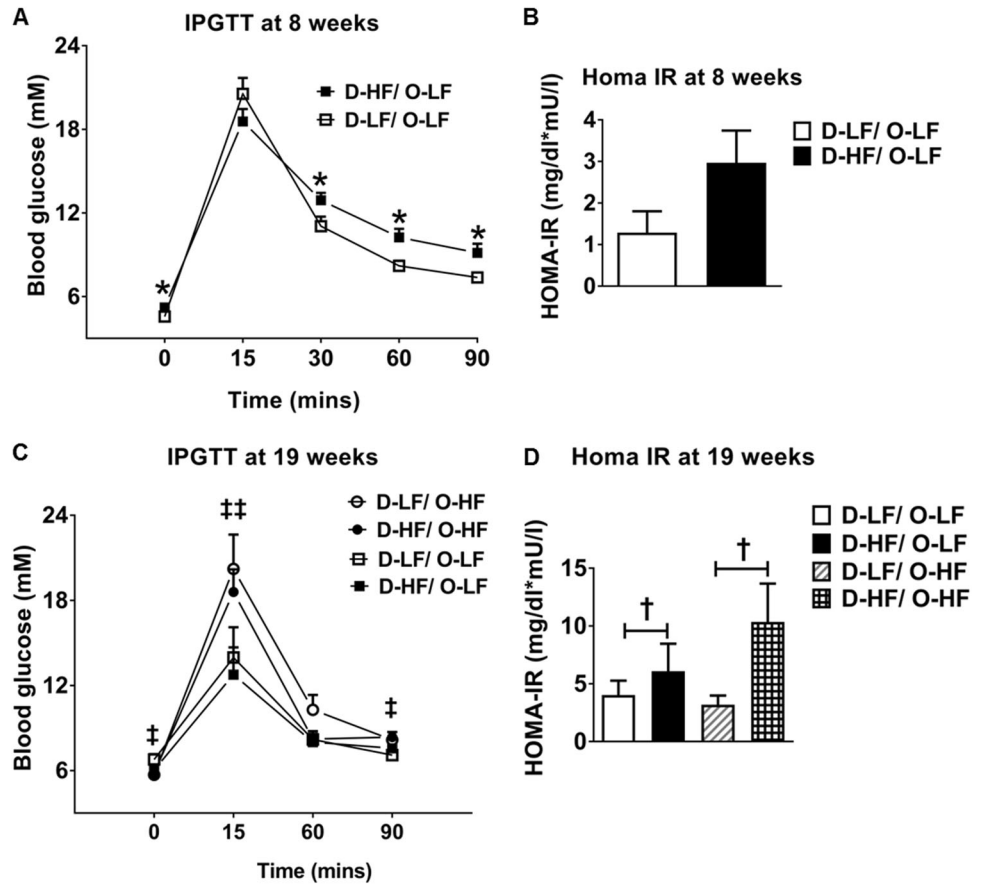 A
IPGTT at 8 weeks
Blood glucose (mM)
24
18
12
6
D-HF/ O-LF
D-LF/ O-LF
*
*
*
*
0 15 30 60 90
Time (mins)
B
Homa IR at 8 weeks
HOMA-IR (mg/dl*mU/l)
4
3
2
1
0
D-LF/ O-LF
D-HF/ O-LF
C
IPGTT at 19 weeks
Blood glucose (mM)
24
18
12
6
D-LF/ O-HF
D-HF/ O-HF
D-LF/ O-LF
D-HF/ O-LF
‡
‡‡
‡
0 15 60 90
Time (mins)
D
Homa IR at 19 weeks
HOMA-IR (mg/dl*mU/l)
15
10
5
0
†
†
D-LF/ O-LF
D-HF/ O-LF
D-LF/ O-HF
D-HF/ O-HF